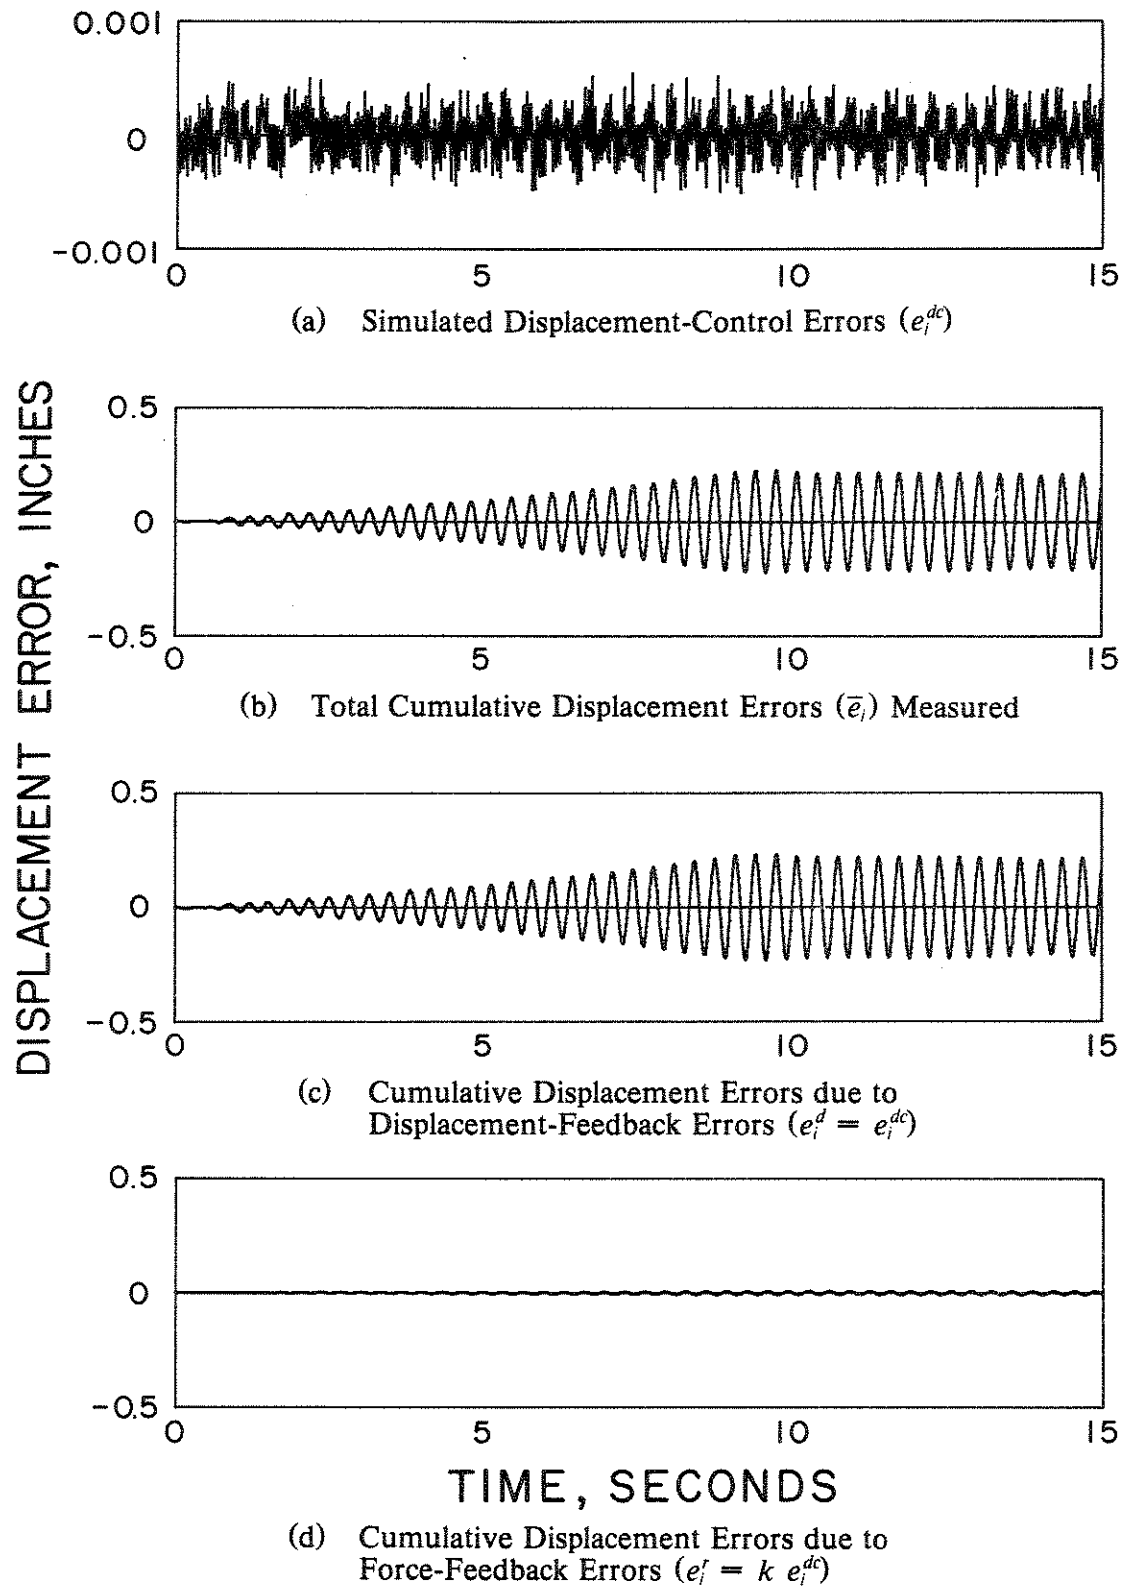 0.001
0
-0.001
0 5 10 15
(a) Simulated Displacement-Control Errors (e_i^{dc})
DISPLACEMENT ERROR, INCHES
0.5
0
-0.5
0 5 10 15
(b) Total Cumulative Displacement Errors (ē_i) Measured
0.5
0
-0.5
0 5 10 15
(c) Cumulative Displacement Errors due to
Displacement-Feedback Errors (e_i^d = e_i^{dc})
0.5
0
-0.5
0 5 10 15
TIME, SECONDS
(d) Cumulative Displacement Errors due to
Force-Feedback Errors (e_i^r = k e_i^{dc})